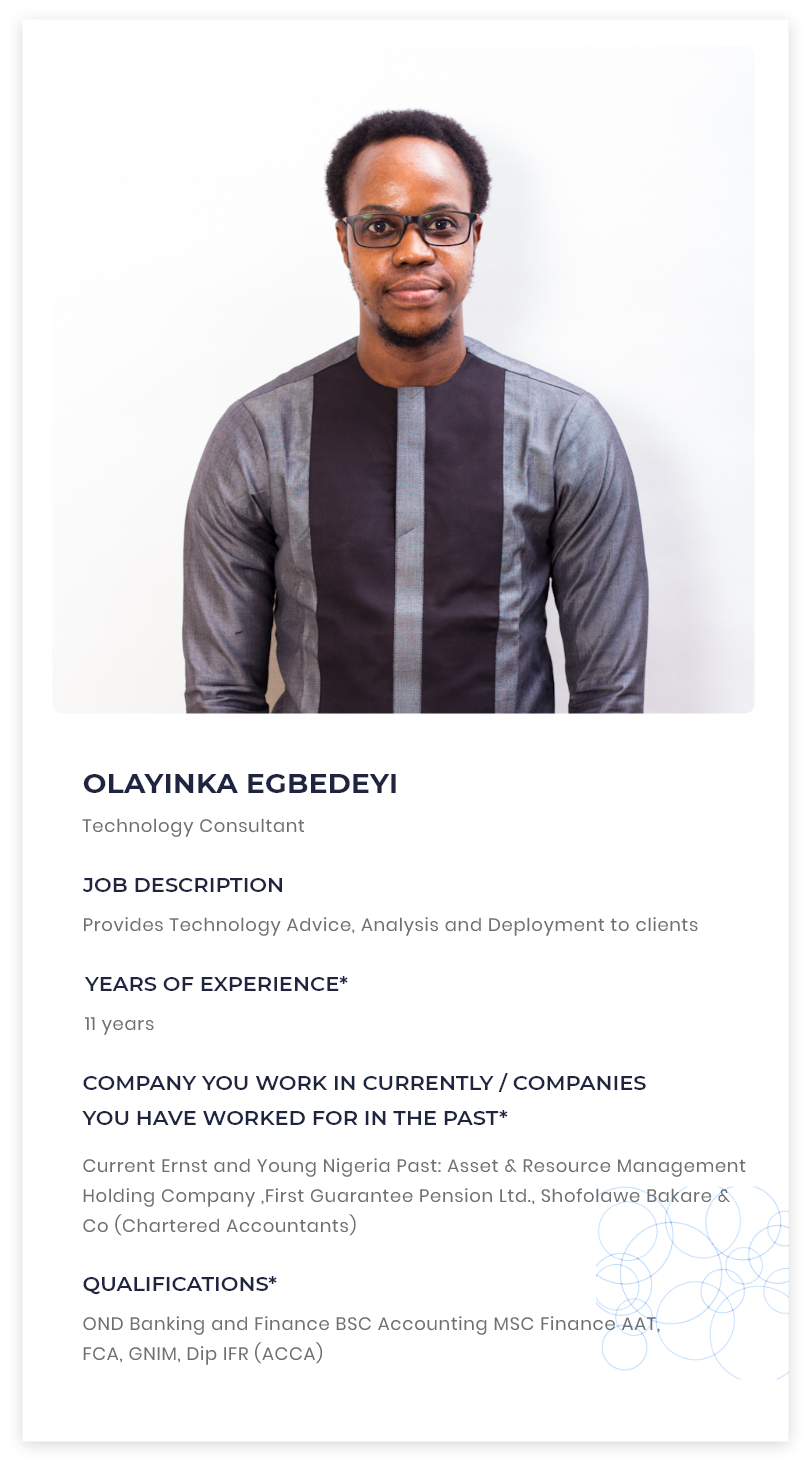 OLAYINKA EGBEDEYI
Technology Consultant
JOB DESCRIPTION
Provides Technology Advice, Analysis and Deployment to clients
YEARS OF EXPERIENCE*
11 years
COMPANY YOU WORK IN CURRENTLY / COMPANIES
YOU HAVE WORKED FOR IN THE PAST*
Current Ernst and Young Nigeria Past: Asset & Resource Management
Holding Company ,First Guarantee Pension Ltd., Shofolawe Bakare &
Co (Chartered Accountants)
QUALIFICATIONS*
OND Banking and Finance BSC Accounting MSC Finance AAT,
FCA, GNIM, Dip IFR (ACCA)